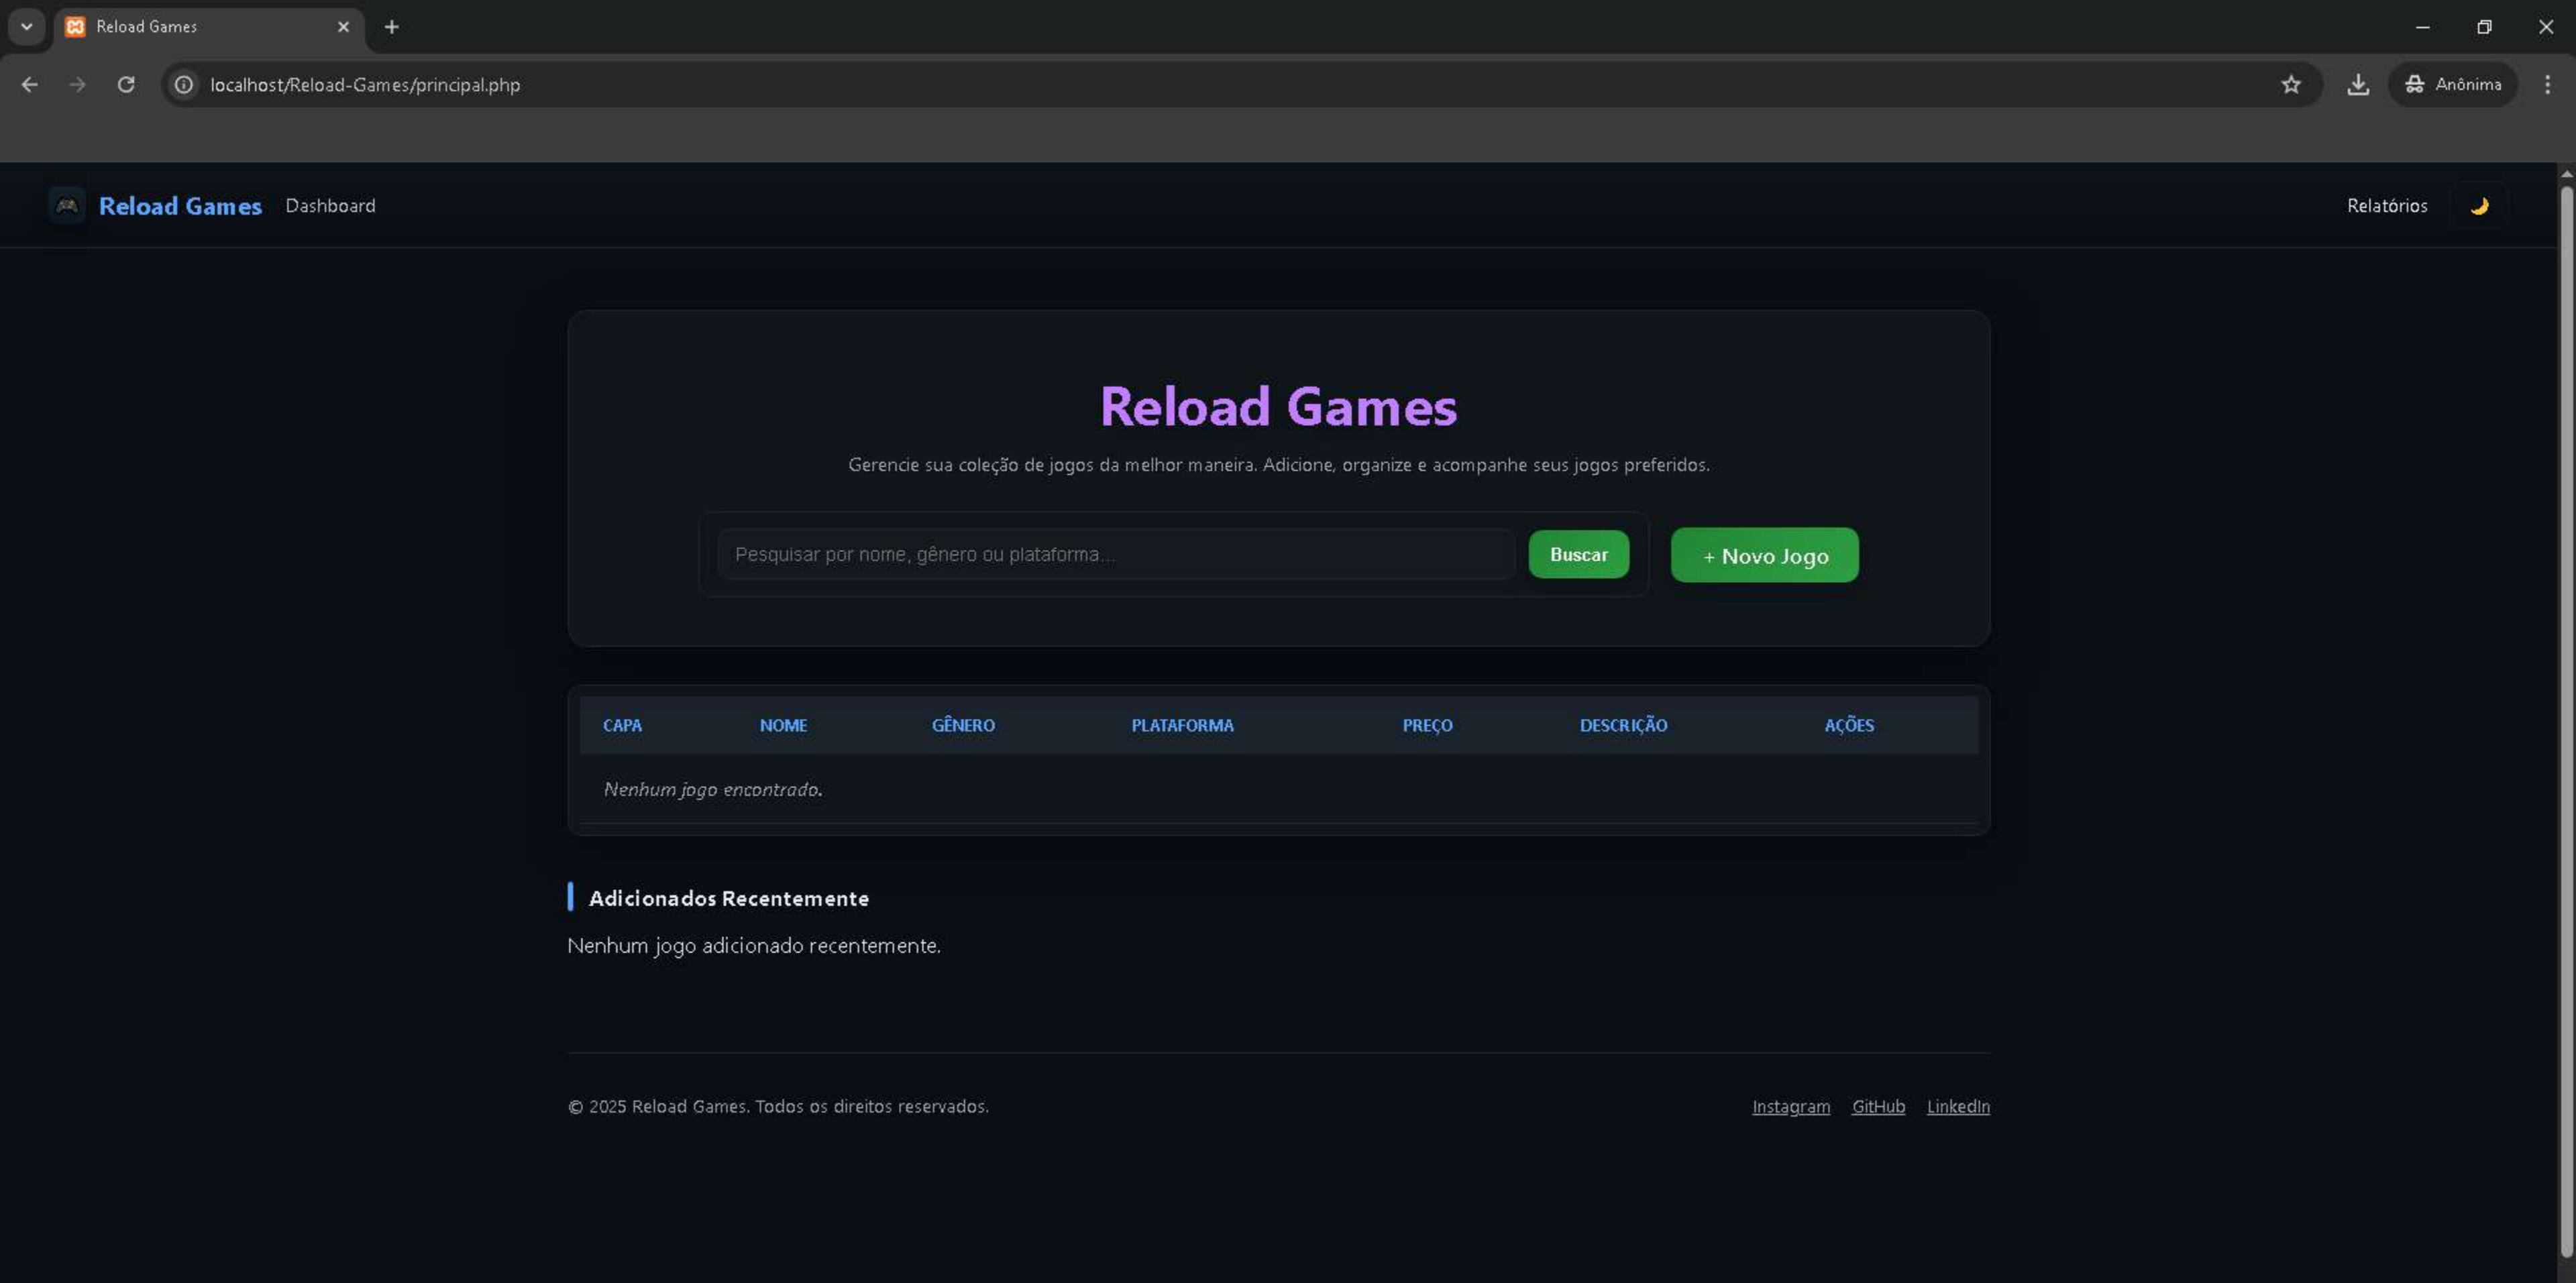 Reload Games
localhost/Reload-Games/principal.php
Anônima
Reload Games
Dashboard
Relatórios
Reload Games
Gerencie sua coleção de jogos da melhor maneira. Adicione, organize e acompanhe seus jogos preferidos.
Pesquisar por nome, gênero ou plataforma...
Buscar
+ Novo Jogo
CAPA NOME GÊNERO PLATAFORMA PREÇO DESCRIÇÃO AÇÕES
Nenhum jogo encontrado.
Adicionados Recentemente
Nenhum jogo adicionado recentemente.
© 2025 Reload Games. Todos os direitos reservados.
Instagram GitHub LinkedIn